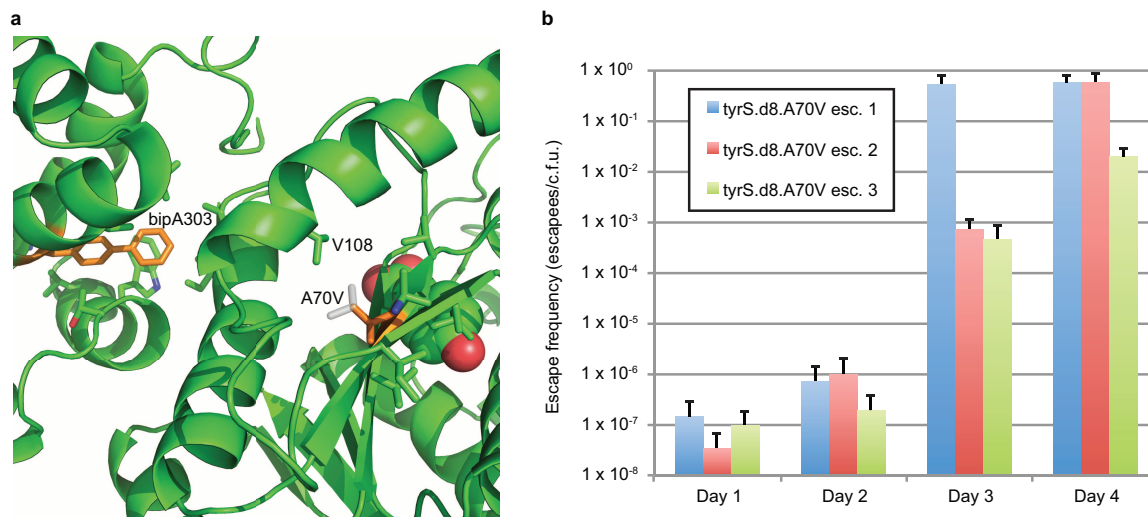 a
bipA303
V108
A70V
b
Escape frequency (escapees/c.f.u.)
1 x 10⁰
1 x 10⁻¹
1 x 10⁻²
1 x 10⁻³
1 x 10⁻⁴
1 x 10⁻⁵
1 x 10⁻⁶
1 x 10⁻⁷
1 x 10⁻⁸
tyrS.d8.A70V esc. 1
tyrS.d8.A70V esc. 2
tyrS.d8.A70V esc. 3
Day 1 Day 2 Day 3 Day 4